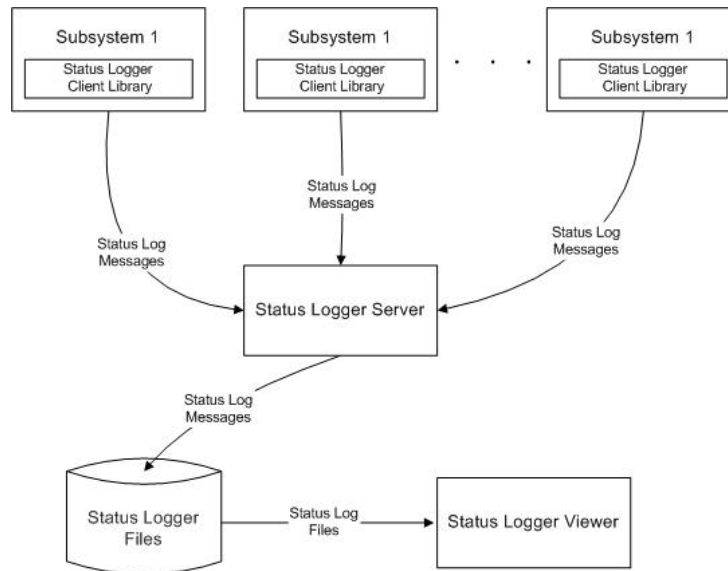 Subsystem 1
Status Logger
Client Library
Subsystem 1
Status Logger
Client Library
. . .
Subsystem 1
Status Logger
Client Library
Status Log
Messages
Status Log
Messages
Status Log
Messages
Status Logger Server
Status Log
Messages
Status Logger
Files
Status Log
Files
Status Logger Viewer